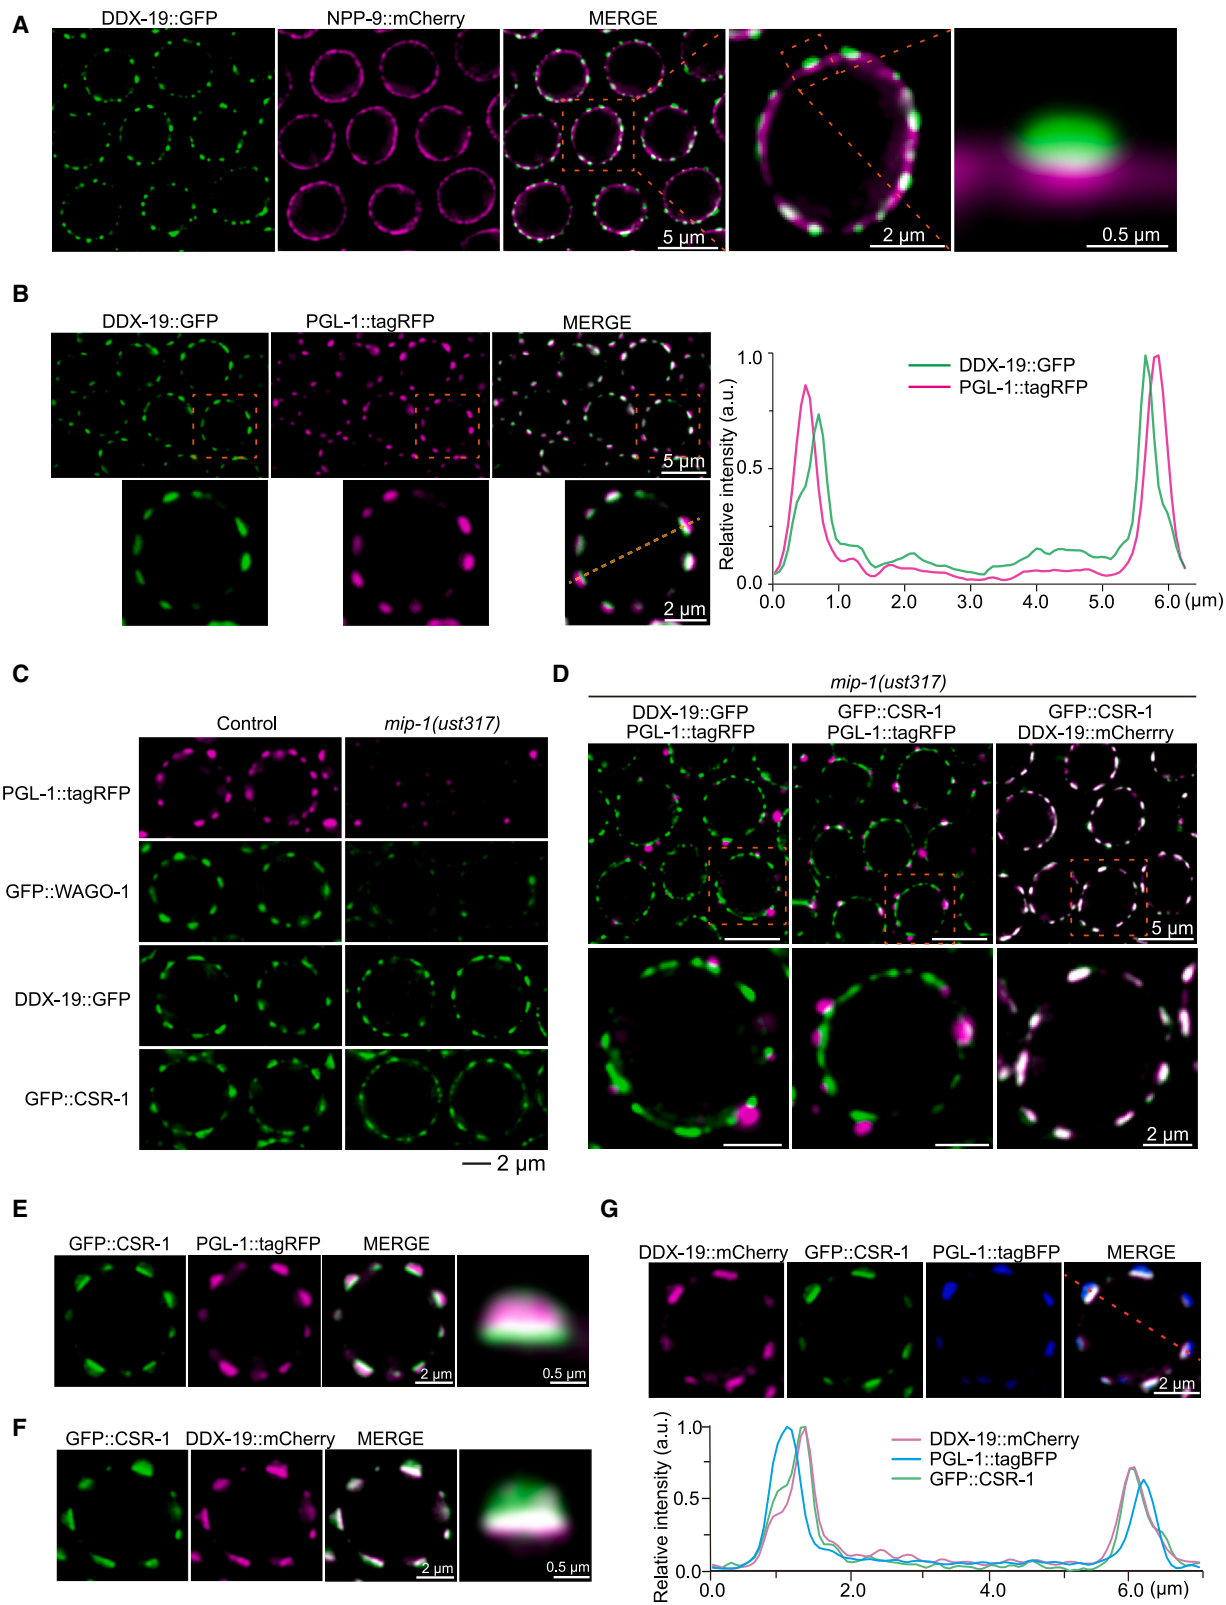 A
DDX-19::GFP NPP-9::mCherry MERGE
5 µm 2 µm 0.5 µm
B
DDX-19::GFP PGL-1::tagRFP MERGE
5 µm
2 µm
Relative intensity (a.u.)
1.0
0.5
0.0
0.0 1.0 2.0 3.0 4.0 5.0 6.0 (µm)
DDX-19::GFP
PGL-1::tagRFP
C
Control mip-1(ust317)
PGL-1::tagRFP
GFP::WAGO-1
DDX-19::GFP
GFP::CSR-1
2 µm
D
mip-1(ust317)
DDX-19::GFP GFP::CSR-1 GFP::CSR-1
PGL-1::tagRFP PGL-1::tagRFP DDX-19::mCherrry
5 µm
2 µm
E
GFP::CSR-1 PGL-1::tagRFP MERGE
2 µm 0.5 µm
F
GFP::CSR-1 DDX-19::mCherry MERGE
2 µm 0.5 µm
G
DDX-19::mCherry GFP::CSR-1 PGL-1::tagBFP MERGE
2 µm
Relative intensity (a.u.)
1.0
0.5
0.0
0.0 2.0 4.0 6.0 (µm)
DDX-19::mCherry
PGL-1::tagBFP
GFP::CSR-1